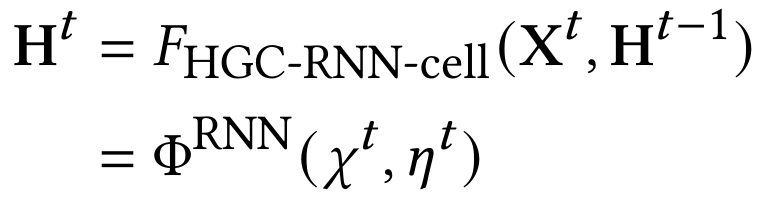 𝐇^t = F_{HGC-RNN-cell}(𝐗^t, 𝐇^{t−1})
= Φ^{RNN}(χ^t, η^t)